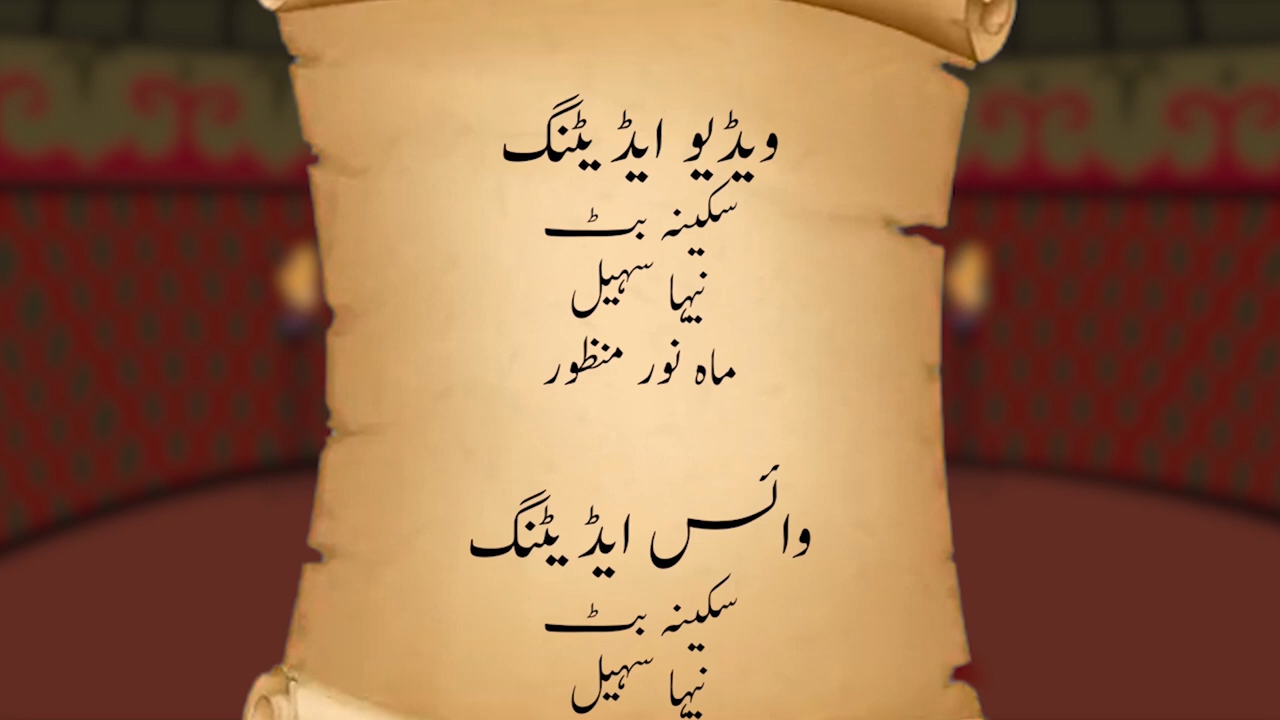 ویڈیو ایڈیٹنگ
سکینہ بٹ
نیہا سہیل
ماہ نور منظور
وائس ایڈیٹنگ
سکینہ بٹ
نیہا سہیل